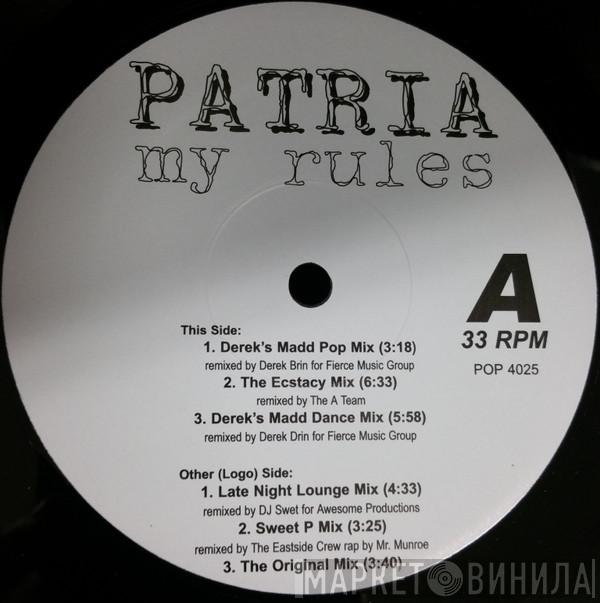 PATRIA
my rules
A
33 RPM
POP 4025
This Side:
1. Derek's Madd Pop Mix (3:18)
remixed by Derek Brin for Fierce Music Group
2. The Ecstacy Mix (6:33)
remixed by The A Team
3. Derek's Madd Dance Mix (5:58)
remixed by Derek Drin for Fierce Music Group
Other (Logo) Side:
1. Late Night Lounge Mix (4:33)
remixed by DJ Swet for Awesome Productions
2. Sweet P Mix (3:25)
remixed by The Eastside Crew rap by Mr. Munroe
3. The Original Mix (3:40)
МАРКЕТ ВИНИЛА